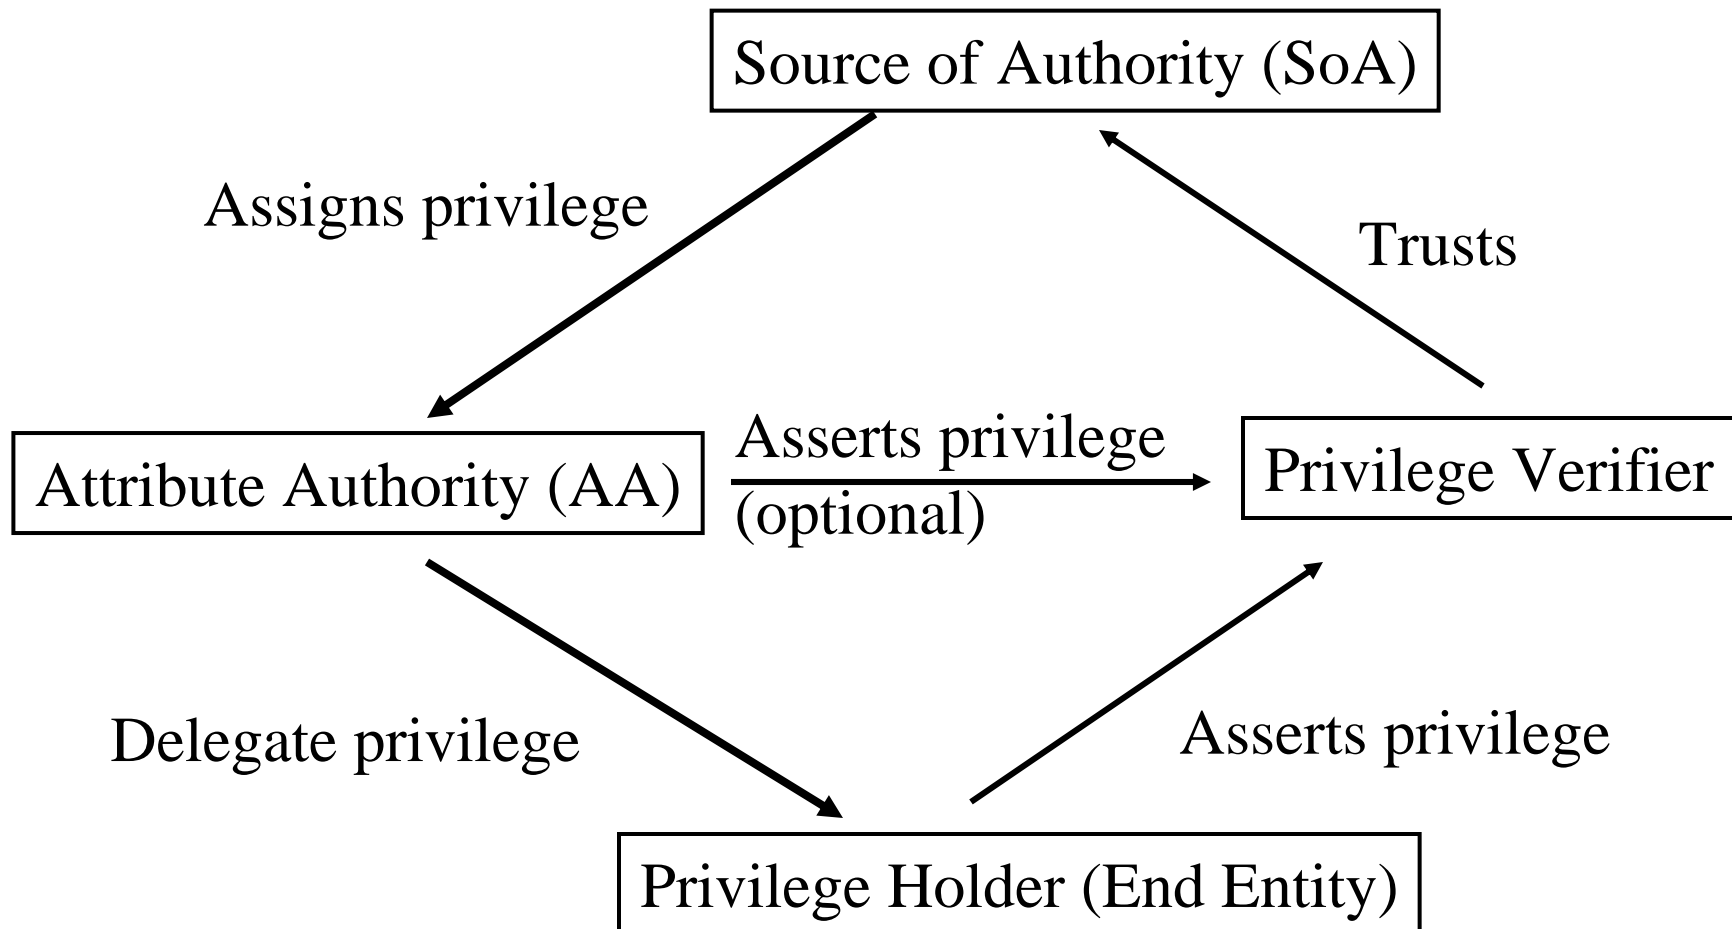 Source of Authority (SoA)
Assigns privilege
Trusts
Asserts privilege
(optional)
Attribute Authority (AA)
Privilege Verifier
Delegate privilege
Asserts privilege
Privilege Holder (End Entity)